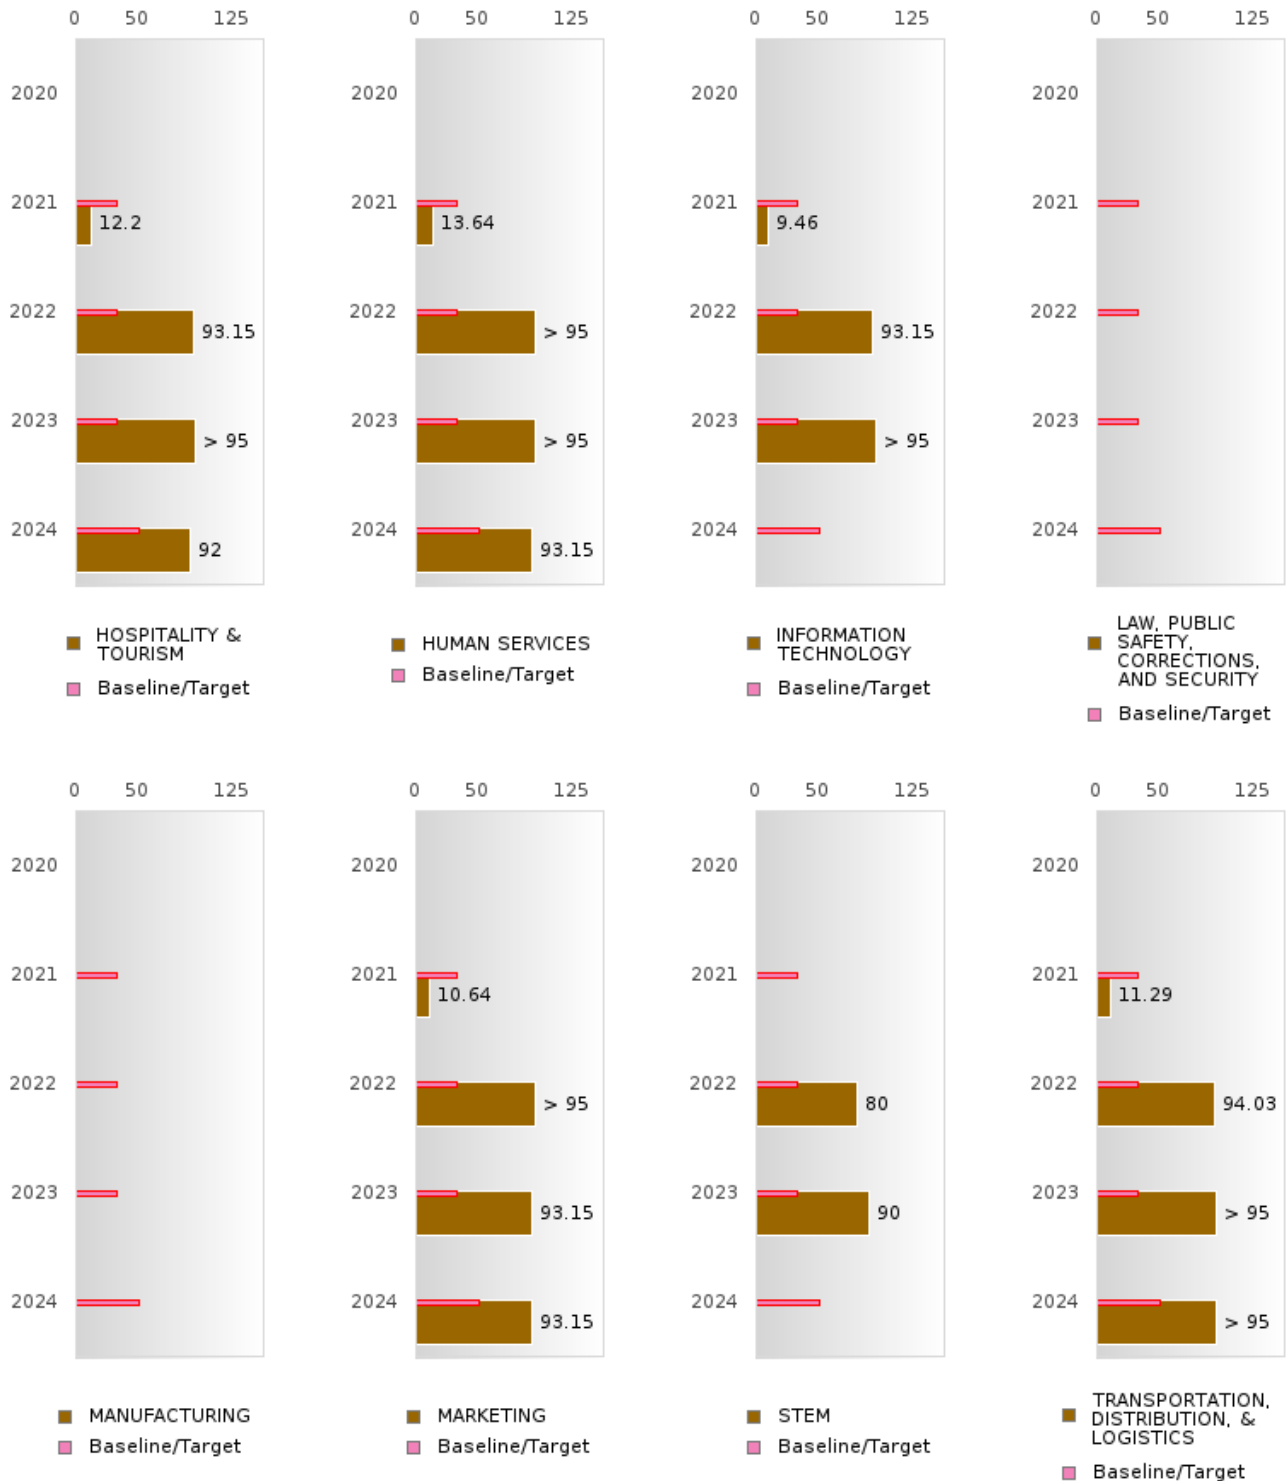 0 50 125
0 50 125
0 50 125
0 50 125
2020
2020
2020
2020
2021
12.2
2021
13.64
2021
9.46
2021
2022
93.15
2022
> 95
2022
93.15
2022
2023
> 95
2023
> 95
2023
> 95
2023
2024
92
2024
93.15
2024
2024
HOSPITALITY &
TOURISM
Baseline/Target
HUMAN SERVICES
Baseline/Target
INFORMATION
TECHNOLOGY
Baseline/Target
LAW, PUBLIC
SAFETY,
CORRECTIONS,
AND SECURITY
Baseline/Target
0 50 125
0 50 125
0 50 125
0 50 125
2020
2020
2020
2020
2021
2021
10.64
2021
2021
11.29
2022
2022
> 95
2022
80
2022
94.03
2023
2023
93.15
2023
90
2023
> 95
2024
2024
93.15
2024
2024
> 95
MANUFACTURING
Baseline/Target
MARKETING
Baseline/Target
STEM
Baseline/Target
TRANSPORTATION,
DISTRIBUTION, &
LOGISTICS
Baseline/Target